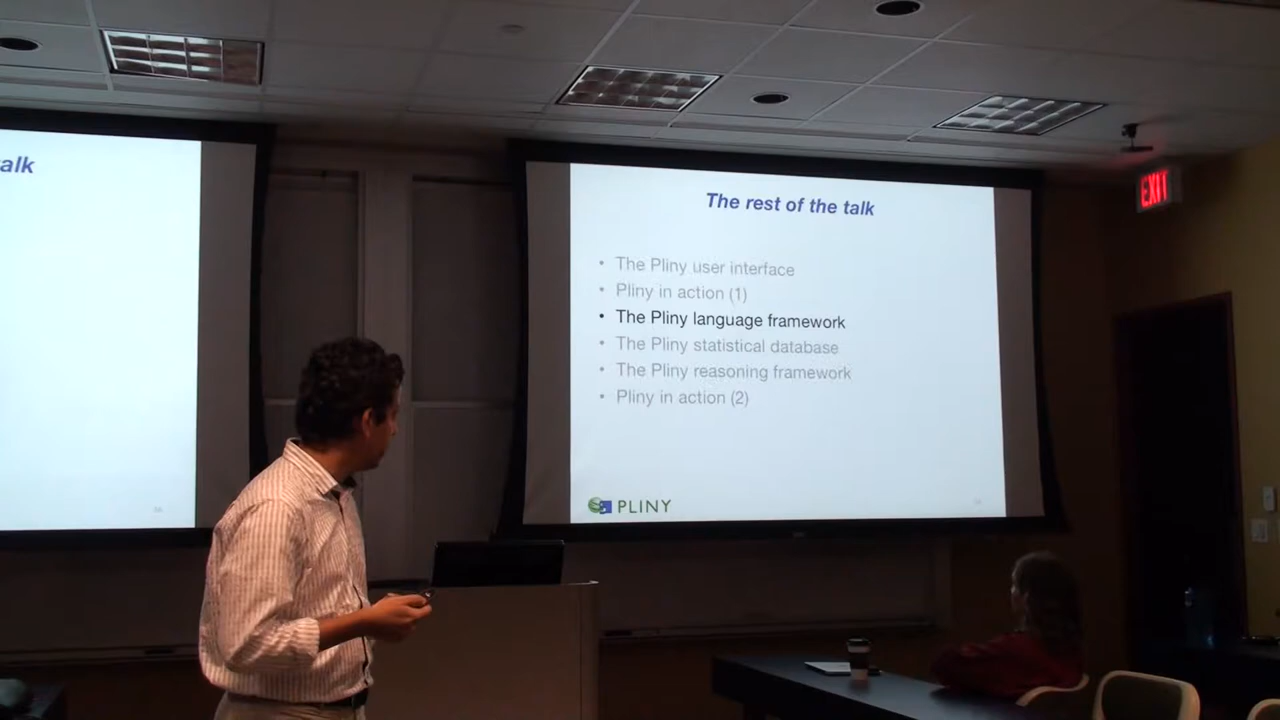 alk
The rest of the talk
EXIT
• The Pliny user interface
• Pliny in action (1)
• The Pliny language framework
• The Pliny statistical database
• The Pliny reasoning framework
• Pliny in action (2)
PLINY